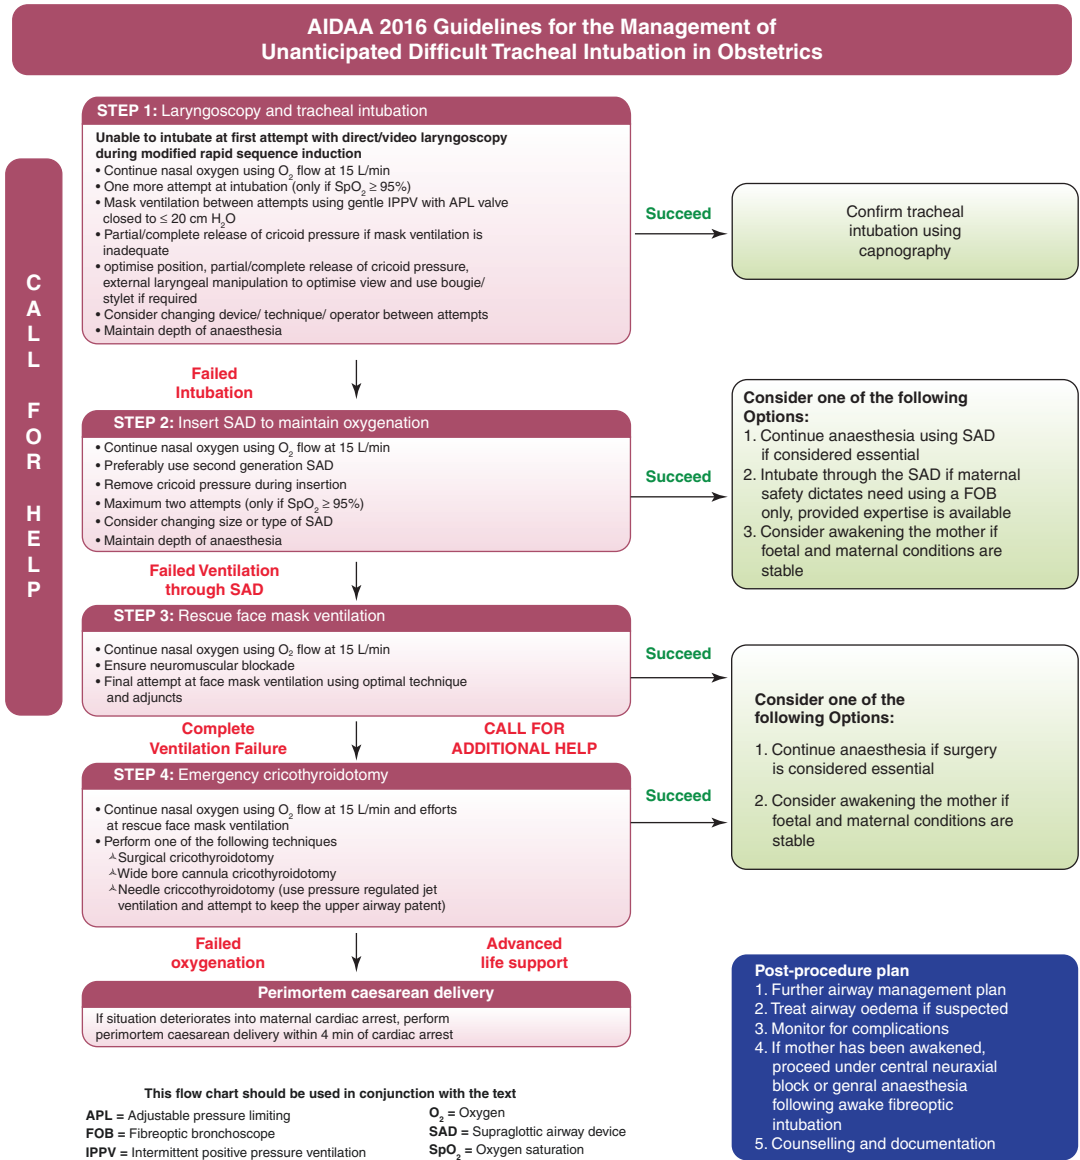 AIDAA 2016 Guidelines for the Management of
Unanticipated Difficult Tracheal Intubation in Obstetrics
CALL FOR HELP
STEP 1: Laryngoscopy and tracheal intubation
Unable to intubate at first attempt with direct/video laryngoscopy
during modified rapid sequence induction
• Continue nasal oxygen using O₂ flow at 15 L/min
• One more attempt at intubation (only if SpO₂ ≥ 95%)
• Mask ventilation between attempts using gentle IPPV with APL valve
closed to ≤ 20 cm H₂O
• Partial/complete release of cricoid pressure if mask ventilation is
inadequate
• optimise position, partial/complete release of cricoid pressure,
external laryngeal manipulation to optimise view and use bougie/
stylet if required
• Consider changing device/ technique/ operator between attempts
• Maintain depth of anaesthesia
Succeed
Confirm tracheal
intubation using
capnography
Failed
Intubation
STEP 2: Insert SAD to maintain oxygenation
• Continue nasal oxygen using O₂ flow at 15 L/min
• Preferably use second generation SAD
• Remove cricoid pressure during insertion
• Maximum two attempts (only if SpO₂ ≥ 95%)
• Consider changing size or type of SAD
• Maintain depth of anaesthesia
Succeed
Consider one of the following
Options:
1. Continue anaesthesia using SAD
if considered essential
2. Intubate through the SAD if maternal
safety dictates need using a FOB
only, provided expertise is available
3. Consider awakening the mother if
foetal and maternal conditions are
stable
Failed Ventilation
through SAD
STEP 3: Rescue face mask ventilation
• Continue nasal oxygen using O₂ flow at 15 L/min
• Ensure neuromuscular blockade
• Final attempt at face mask ventilation using optimal technique
and adjuncts
Succeed
Complete
Ventilation Failure
CALL FOR
ADDITIONAL HELP
STEP 4: Emergency cricothyroidotomy
• Continue nasal oxygen using O₂ flow at 15 L/min and efforts
at rescue face mask ventilation
• Perform one of the following techniques
Surgical cricothyroidotomy
Wide bore cannula cricothyroidotomy
Needle criccothyroidotomy (use pressure regulated jet
ventilation and attempt to keep the upper airway patent)
Succeed
Consider one of the
following Options:
1. Continue anaesthesia if surgery
is considered essential
2. Consider awakening the mother if
foetal and maternal conditions are
stable
Failed
oxygenation
Advanced
life support
Perimortem caesarean delivery
If situation deteriorates into maternal cardiac arrest, perform
perimortem caesarean delivery within 4 min of cardiac arrest
Post-procedure plan
1. Further airway management plan
2. Treat airway oedema if suspected
3. Monitor for complications
4. If mother has been awakened,
proceed under central neuraxial
block or genral anaesthesia
following awake fibreoptic
intubation
5. Counselling and documentation
This flow chart should be used in conjunction with the text
APL = Adjustable pressure limiting
FOB = Fibreoptic bronchoscope
IPPV = Intermittent positive pressure ventilation
O₂ = Oxygen
SAD = Supraglottic airway device
SpO₂ = Oxygen saturation